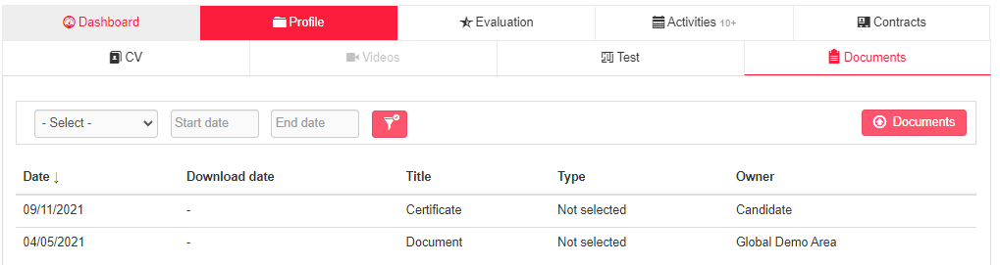 Dashboard Profile Evaluation Activities 10+ Contracts
CV Videos Test Documents
- Select - Start date End date Documents
Date ↓ Download date Title Type Owner
09/11/2021 - Certificate Not selected Candidate
04/05/2021 - Document Not selected Global Demo Area